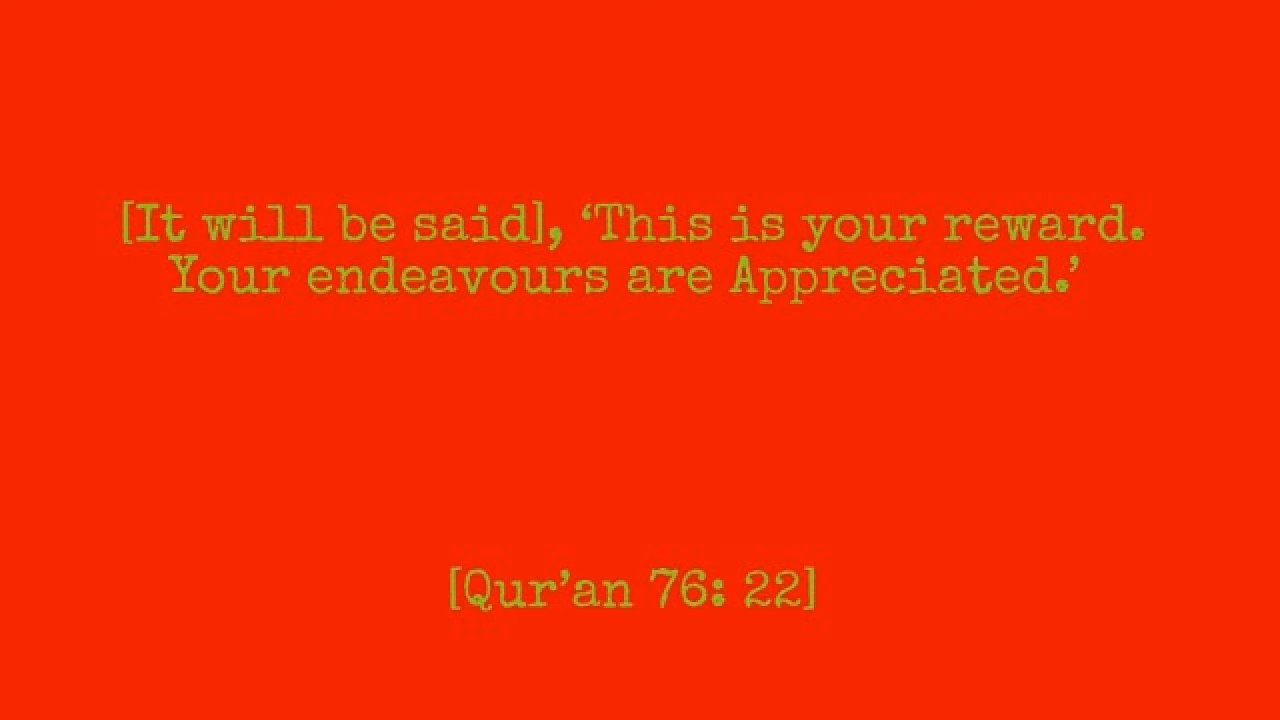 [It will be said], ‘This is your reward.
Your endeavours are Appreciated.’
[Qur’an 76: 22]